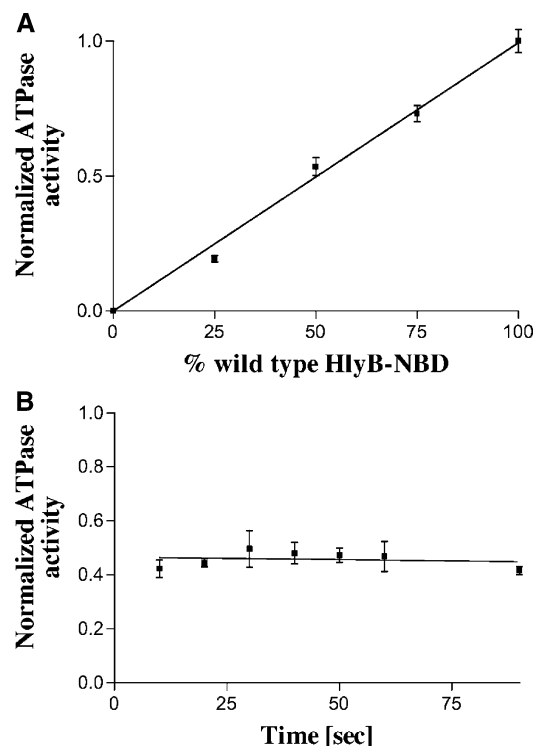 A
Normalized ATPase
activity
1.0
0.5
0.0
0 25 50 75 100
% wild type HlyB-NBD
B
Normalized ATPase
activity
1.0
0.8
0.6
0.4
0.2
0.0
0 25 50 75
Time [sec]